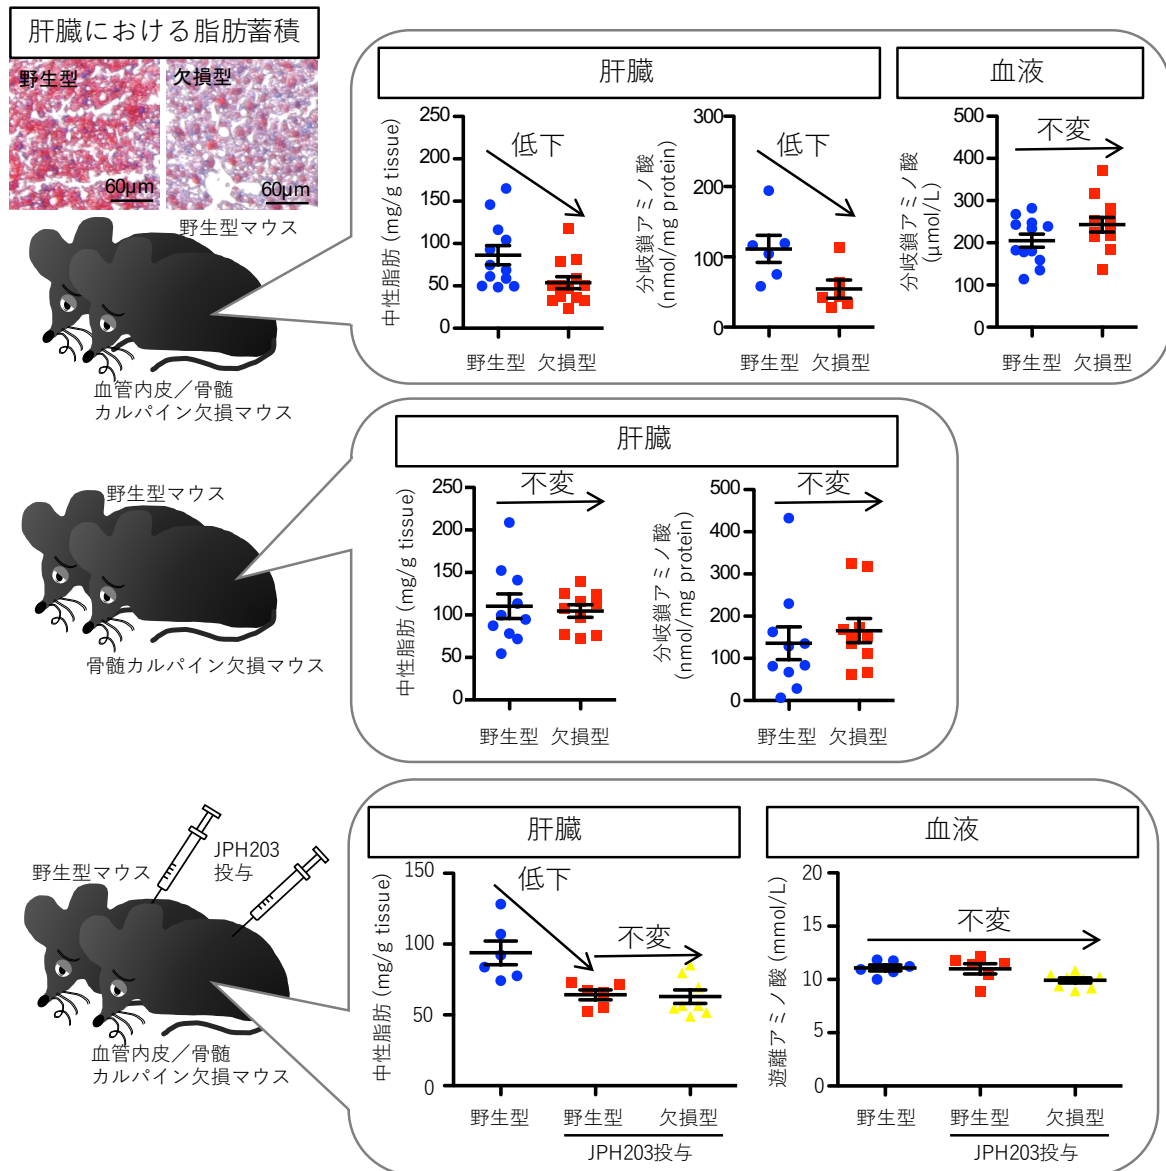 肝臓における脂肪蓄積
野生型
欠損型
60μm
60μm
野生型マウス
血管内皮／骨髄
カルパイン欠損マウス
肝臓
血液
中性脂肪 (mg/g tissue)
250
200
150
100
50
0
低下
野生型
欠損型
分岐鎖アミノ酸
(nmol/mg protein)
300
200
100
0
低下
野生型
欠損型
分岐鎖アミノ酸
(μmol/L)
500
400
300
200
100
0
不変
野生型
欠損型
野生型マウス
骨髄カルパイン欠損マウス
肝臓
中性脂肪 (mg/g tissue)
250
200
150
100
50
0
不変
野生型
欠損型
分岐鎖アミノ酸
(nmol/mg protein)
500
400
300
200
100
0
不変
野生型
欠損型
野生型マウス
JPH203
投与
血管内皮／骨髄
カルパイン欠損マウス
肝臓
血液
中性脂肪 (mg/g tissue)
150
100
50
0
低下
不変
野生型
野生型
欠損型
JPH203投与
遊離アミノ酸 (mmol/L)
20
15
10
5
0
不変
野生型
野生型
欠損型
JPH203投与